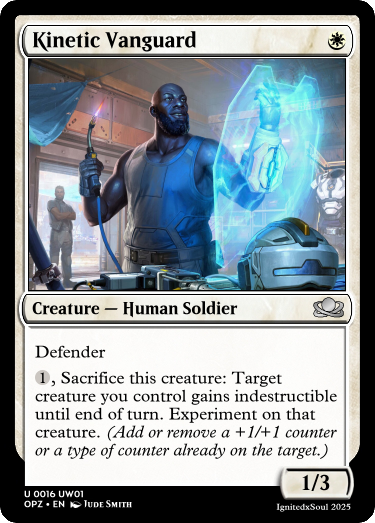 Kinetic Vanguard
Creature — Human Soldier
Defender
1, Sacrifice this creature: Target
creature you control gains indestructible
until end of turn. Experiment on that
creature. (Add or remove a +1/+1 counter
or a type of counter already on the target.)
1/3
U 0016 UW01
OPZ • EN Jude Smith
IgnitedxSoul 2025